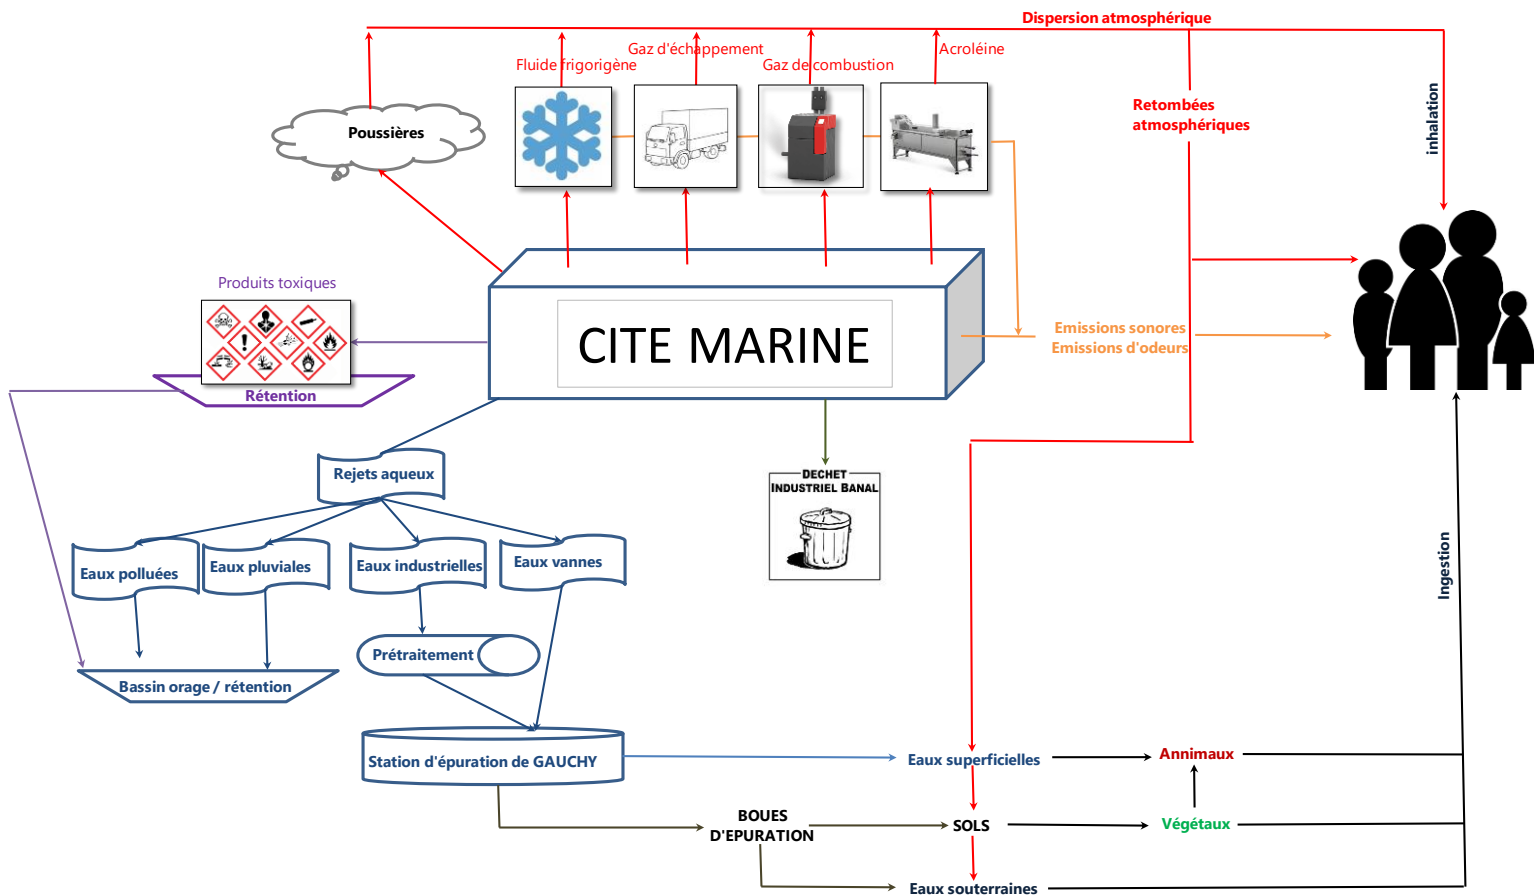 Dispersion atmosphérique
Gaz d'échappement
Acroléine
Fluide frigorigène
Gaz de combustion
Retombées
atmosphériques
Poussières
inhalation
Produits toxiques
Rétention
CITE MARINE
Emissions sonores
Emissions d'odeurs
Rejets aqueux
DECHET
INDUSTRIEL BANAL
Eaux polluées
Eaux pluviales
Eaux industrielles
Eaux vannes
Ingestion
Prétraitement
Bassin orage / rétention
Station d'épuration de GAUCHY
Eaux superficielles
Annimaux
BOUES
D'EPURATION
SOLS
Végétaux
Eaux souterraines